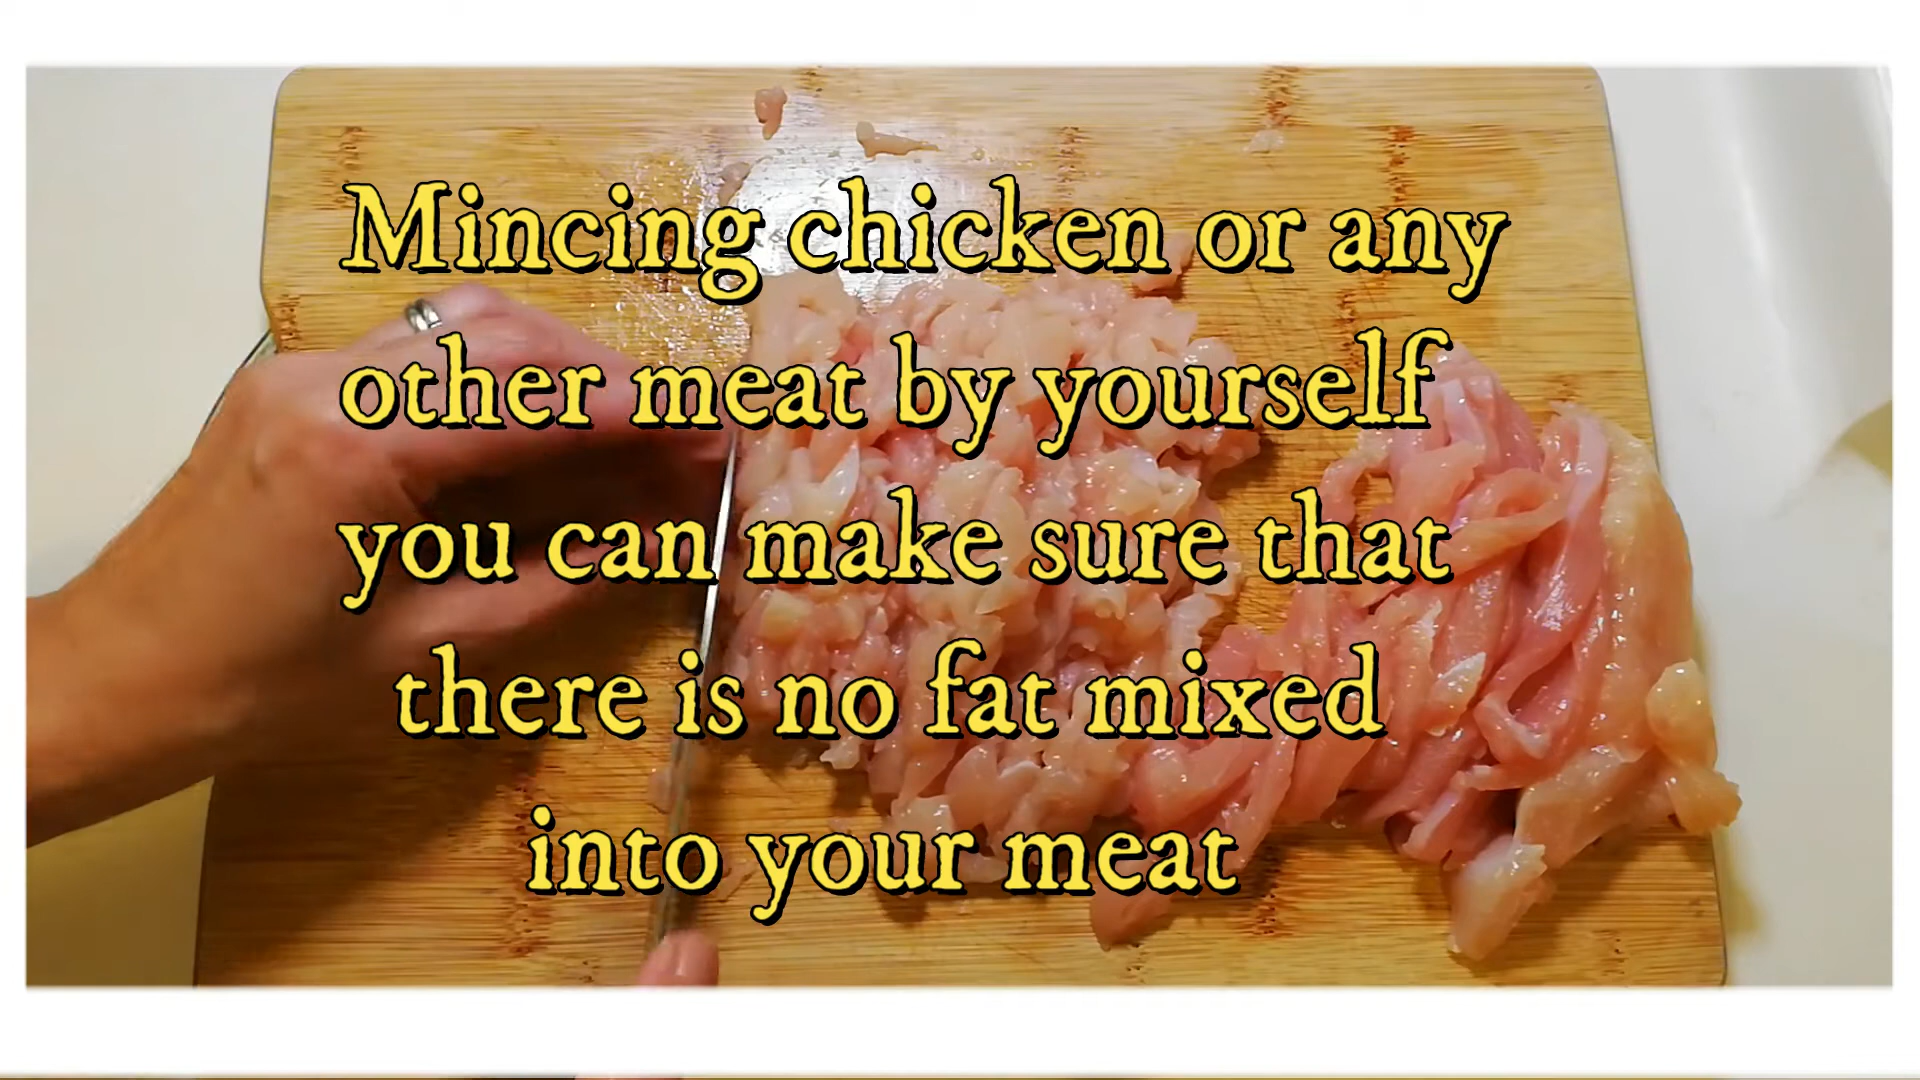 Mincing chicken or any
other meat by yourself
you can make sure that
there is no fat mixed
into your meat